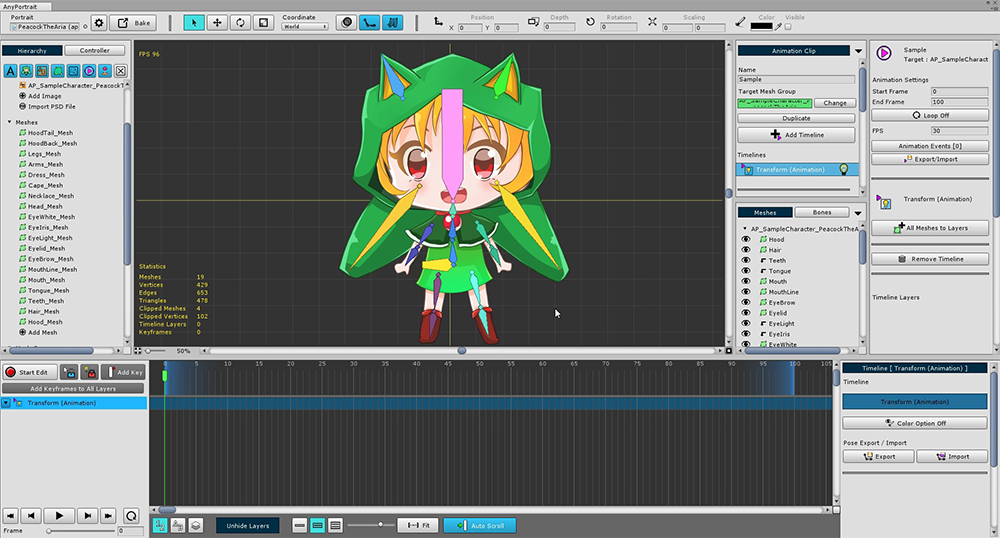 AnyPortrait
Portrait
PeacockTheAria (ap
Bake
Coordinate
World
Position
X 0 Y 0
Depth
0
Rotation
0
Scaling
0 0
Color
Visible
Hierarchy
Controller
AP_SampleCharacter_PeacockT
Add Image
Import PSD File
Meshes
HoodTail_Mesh
HoodBack_Mesh
Legs_Mesh
Arms_Mesh
Dress_Mesh
Cape_Mesh
Necklace_Mesh
Head_Mesh
EyeWhite_Mesh
EyeIris_Mesh
EyeLight_Mesh
Eyelid_Mesh
EyeBrow_Mesh
MouthLine_Mesh
Mouth_Mesh
Tongue_Mesh
Teeth_Mesh
Hair_Mesh
Hood_Mesh
Add Mesh
FPS 96
Statistics
Meshes 19
Vertices 429
Edges 653
Triangles 478
Clipped Meshes 4
Clipped Vertices 102
Timeline Layers 0
Keyframes 0
50%
Animation Clip
Name
Sample
Target Mesh Group
Change
Duplicate
Add Timeline
Timelines
Transform (Animation)
Meshes
Bones
AP_SampleCharacter_PeacockTheA
Hood
Hair
Teeth
Tongue
Mouth
MouthLine
EyeBrow
Eyelid
EyeLight
EyeIris
EyeWhite
Sample
Target : AP_SampleCharact
Animation Settings
Start Frame 0
End Frame 100
Loop Off
FPS 30
Animation Events [0]
Export/Import
Transform (Animation)
All Meshes to Layers
Remove Timeline
Timeline Layers
Start Edit
Add Key
Add Keyframes to All Layers
Transform (Animation)
0 5 10 15 20 25 30 35 40 45 50 55 60 65 70 75 80 85 90 95 100 105
Timeline [ Transform (Animation) ]
Timeline
Transform (Animation)
Color Option Off
Pose Export / Import
Export
Import
Frame 0
Unhide Layers
Fit
Auto Scroll